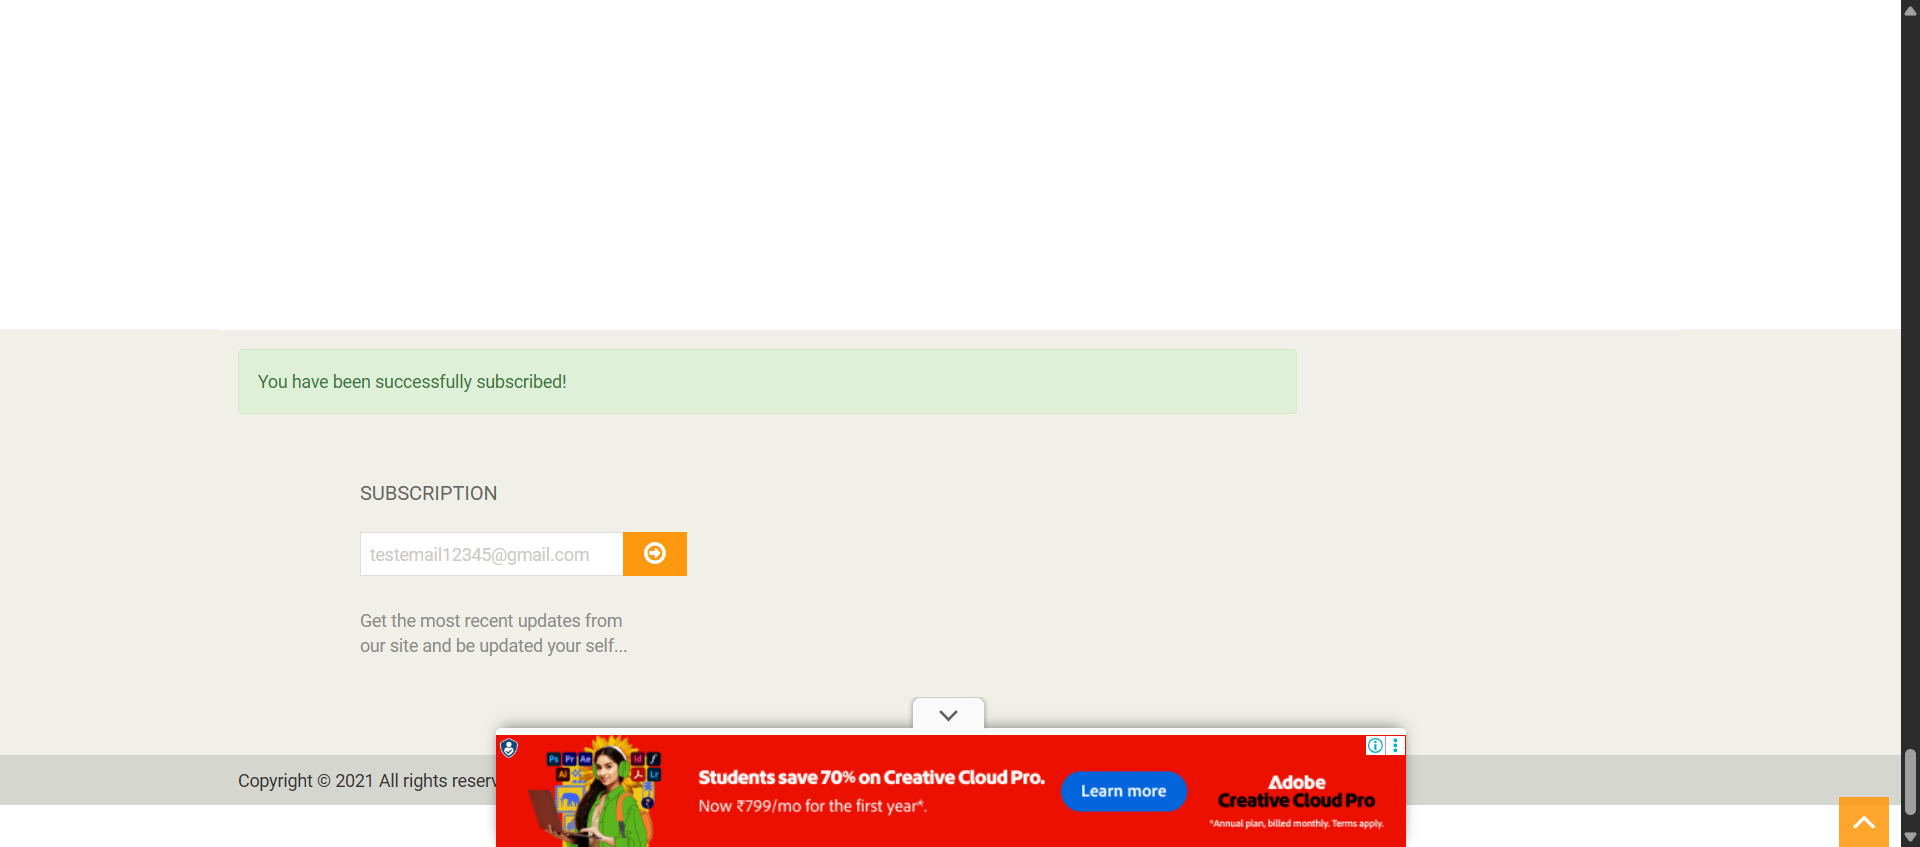 You have been successfully subscribed!
SUBSCRIPTION
testemail12345@gmail.com
Get the most recent updates from
our site and be updated your self...
Copyright © 2021 All rights reserv
Ps Pr Ae Id f
Ai Lr
Students save 70% on Creative Cloud Pro.
Now ₹799/mo for the first year*.
Learn more
Adobe
Creative Cloud Pro
*Annual plan, billed monthly. Terms apply.